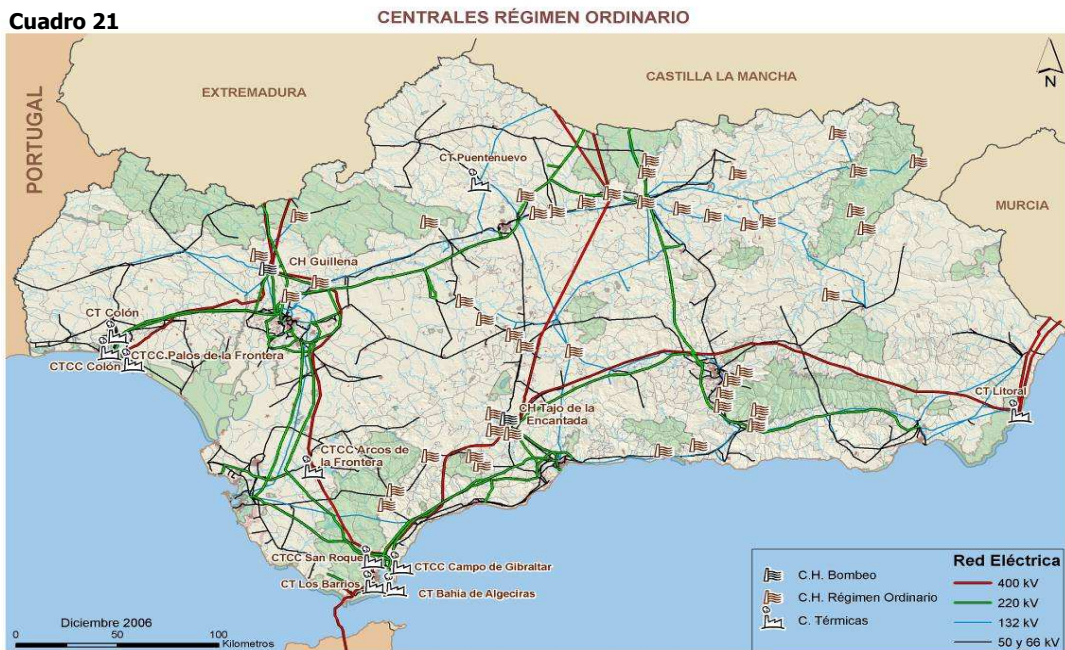 Cuadro 21
CENTRALES RÉGIMEN ORDINARIO
CASTILLA LA MANCHA
EXTREMADURA
N
PORTUGAL
CT Puentenuevo
MURCIA
CH Guillena
CT Colón
CTCC Palos de la Frontera
CTCC Colón
CT Litoral
CH Tajo de la
Encantada
CTCC Arcos de
la Frontera
CTCC San Roque
CTCC Campo de Gibraltar
CT Los Barrios
CT Bahia de Algeciras
Diciembre 2006
0 50 100
Kilometros
Red Eléctrica
C.H. Bombeo
400 kV
C.H. Régimen Ordinario
220 kV
C. Térmicas
132 kV
50 y 66 kV